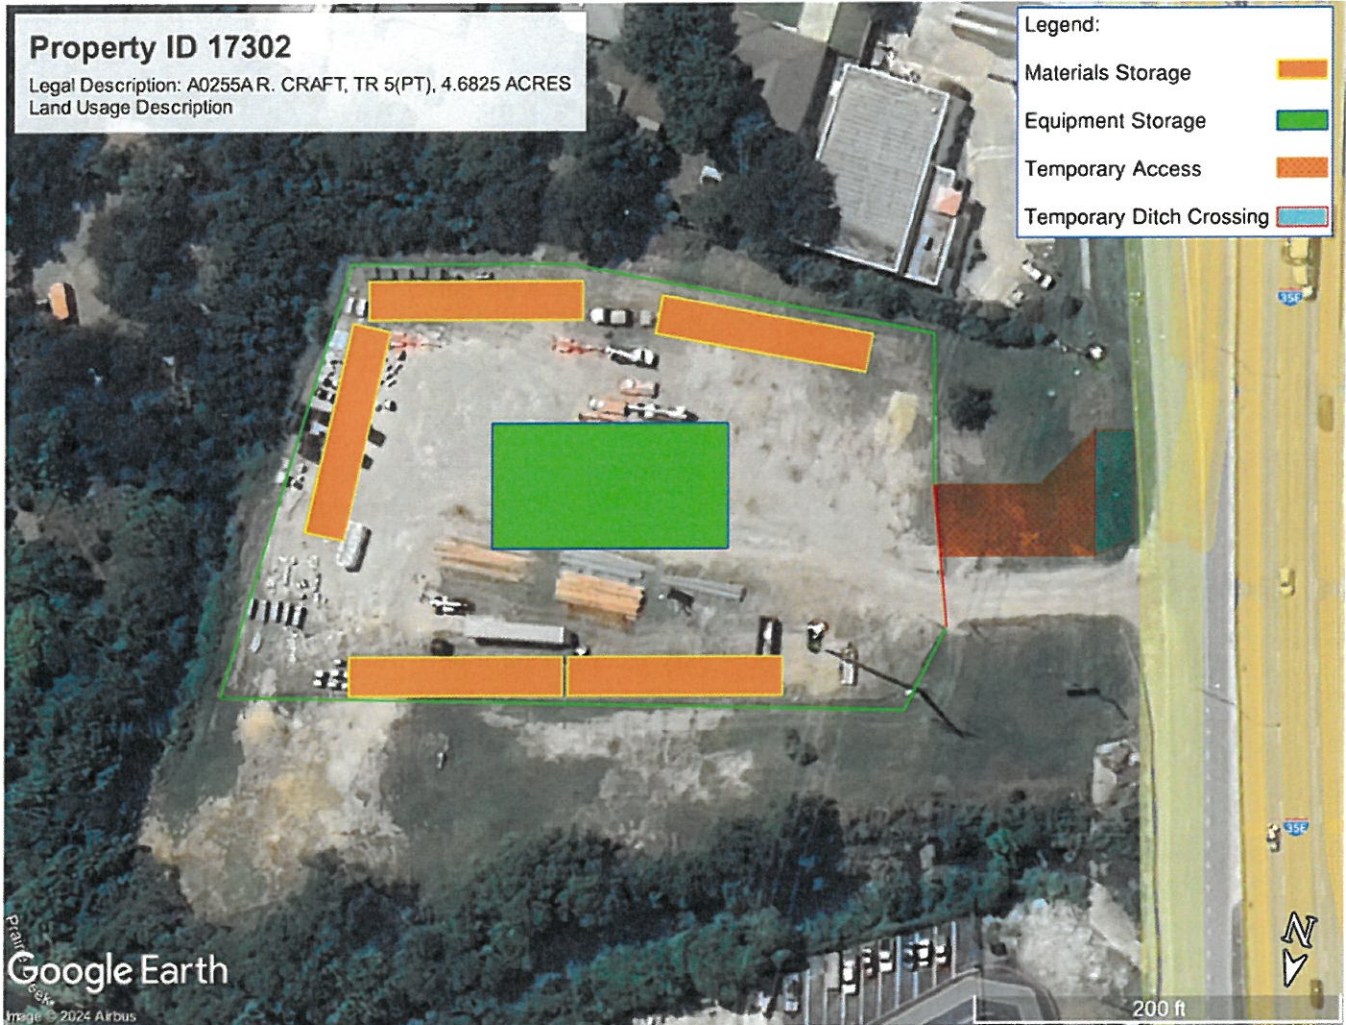 Property ID 17302
Legal Description: A0255A R. CRAFT, TR 5(PT), 4.6825 ACRES
Land Usage Description
Legend:
Materials Storage
Equipment Storage
Temporary Access
Temporary Ditch Crossing
35E
35E
N
Google Earth
Image © 2024 Airbus
200 ft